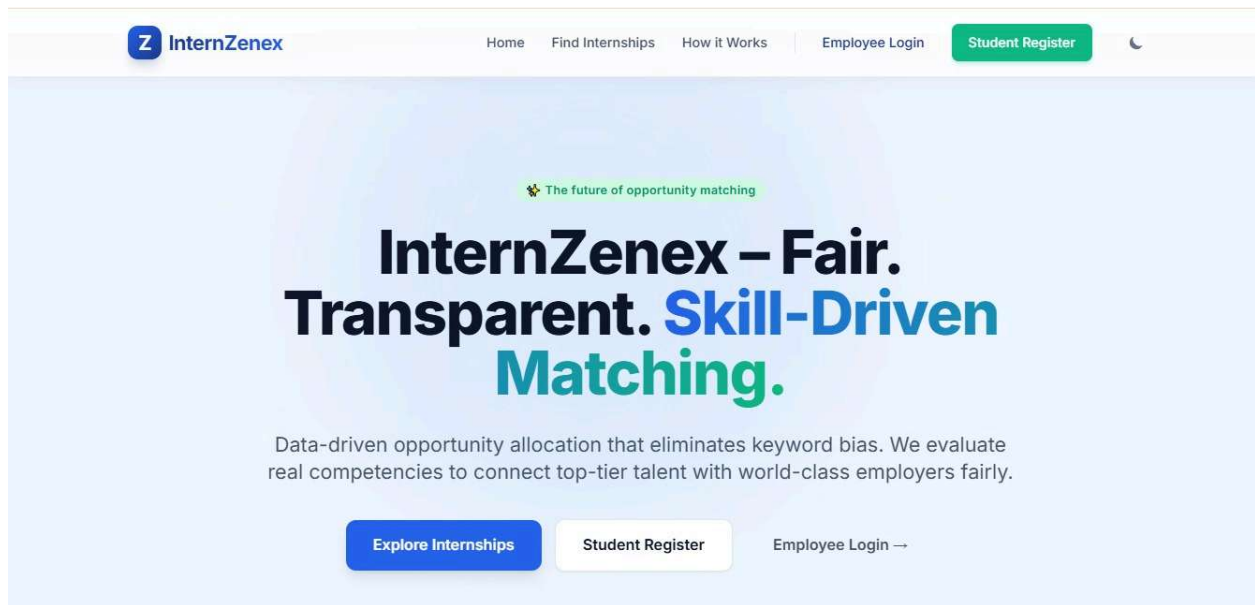 Z InternZenex
Home Find Internships How it Works Employee Login Student Register
The future of opportunity matching
InternZenex – Fair.
Transparent. Skill-Driven
Matching.
Data-driven opportunity allocation that eliminates keyword bias. We evaluate
real competencies to connect top-tier talent with world-class employers fairly.
Explore Internships Student Register Employee Login →